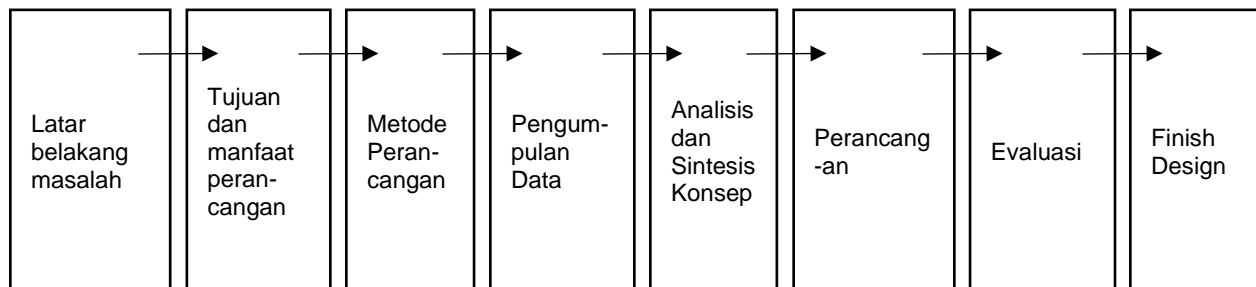 Latar
belakang
masalah
Tujuan
dan
manfaat
peran-
cangan
Metode
Peran-
cangan
Pengum-
pulan
Data
Analisis
dan
Sintesis
Konsep
Perancang
-an
Evaluasi
Finish
Design